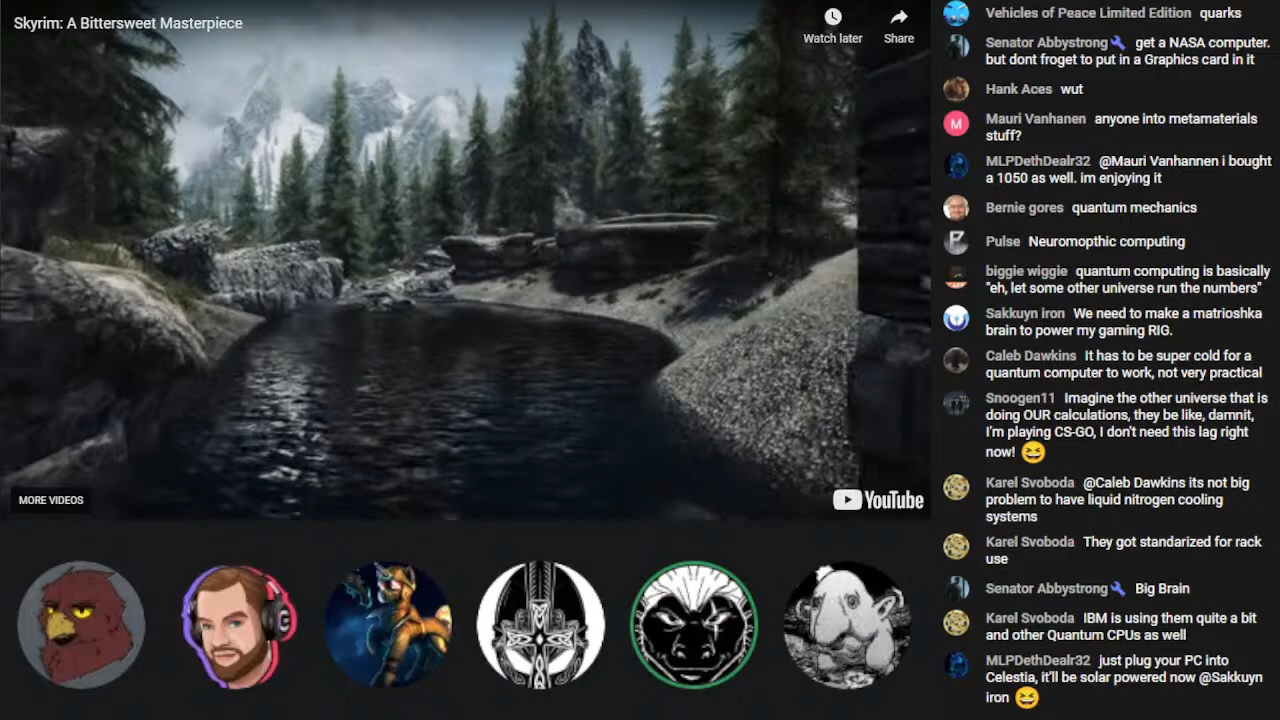 Skyrim: A Bittersweet Masterpiece
Watch later
Share
MORE VIDEOS
YouTube
Vehicles of Peace Limited Edition quarks
Senator Abbystrong get a NASA computer.
but dont froget to put in a Graphics card in it
Hank Aces wut
M
Mauri Vanhanen anyone into metamaterials
stuff?
MLPDethDealr32 @Mauri Vanhannen i bought
a 1050 as well. im enjoying it
Bernie gores quantum mechanics
Pulse Neuromopthic computing
biggie wiggie quantum computing is basically
"eh, let some other universe run the numbers"
Sakkuyn iron We need to make a matrioshka
brain to power my gaming RIG.
Caleb Dawkins It has to be super cold for a
quantum computer to work, not very practical
Snoogen11 Imagine the other universe that is
doing OUR calculations, they be like, damnit,
I'm playing CS-GO, I don't need this lag right
now! 😆
Karel Svoboda @Caleb Dawkins its not big
problem to have liquid nitrogen cooling
systems
Karel Svoboda They got standarized for rack
use
Senator Abbystrong Big Brain
Karel Svoboda IBM is using them quite a bit
and other Quantum CPUs as well
MLPDethDealr32 just plug your PC into
Celestia, it'll be solar powered now @Sakkuyn
iron 😆